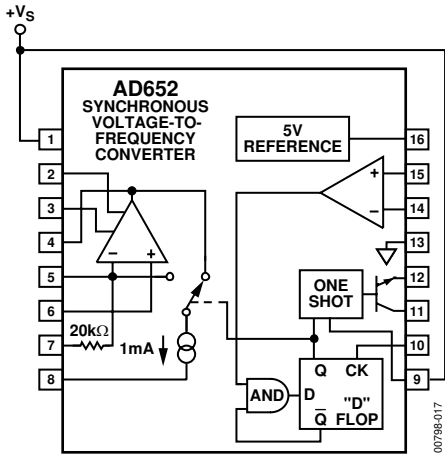 +VS
AD652
SYNCHRONOUS
VOLTAGE-TO-
FREQUENCY
CONVERTER
5V
REFERENCE
1
2
3
4
5
6
7
8
16
15
14
13
12
11
10
9
+
–
–
+
20kΩ
1mA
ONE
SHOT
AND
D
Q
CK
"D"
FLOP
Q̅
00798-017